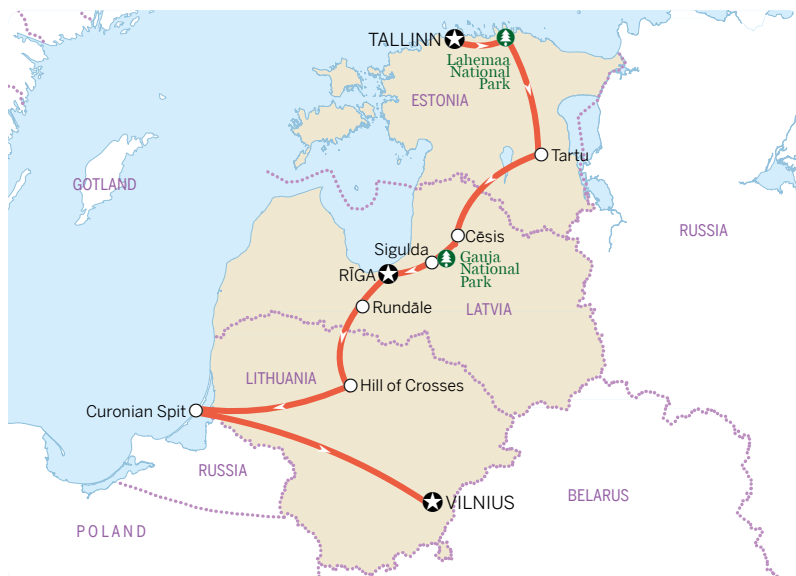 TALLINN
Lahemaa
National
Park
ESTONIA
Tartu
GOTLAND
RUSSIA
Cēsis
Sigulda
Gauja
National
Park
RĪGA
LATVIA
Rundāle
LITHUANIA
Hill of Crosses
Curonian Spit
RUSSIA
VILNIUS
BELARUS
POLAND